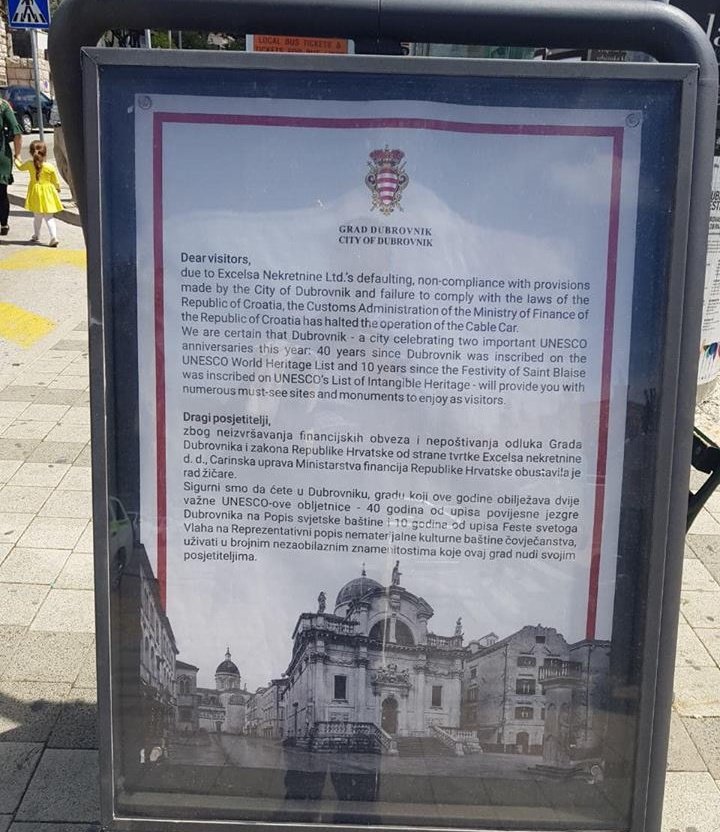 LOCAL BUS TICKETS &
GRAD DUBROVNIK
CITY OF DUBROVNIK
Dear visitors,
due to Excelsa Nekretnine Ltd.'s defaulting, non-compliance with provisions
made by the City of Dubrovnik and failure to comply with the laws of the
Republic of Croatia, the Customs Administration of the Ministry of Finance of
the Republic of Croatia has halted the operation of the Cable Car.
We are certain that Dubrovnik - a city celebrating two important UNESCO
anniversaries this year: 40 years since Dubrovnik was inscribed on the
UNESCO World Heritage List and 10 years since the Festivity of Saint Blaise
was inscribed on UNESCO's List of Intangible Heritage - will provide you with
numerous must-see sites and monuments to enjoy as visitors.
Dragi posjetitelji,
zbog neizvršavanja financijskih obveza i nepoštivanja odluka Grada
Dubrovnika i zakona Republike Hrvatske od strane tvrtke Excelsa nekretnine
d. d., Carinska uprava Ministarstva financija Republike Hrvatske obustavila je
rad žičare.
Sigurni smo da ćete u Dubrovniku, gradu koji ove godine obilježava dvije
važne UNESCO-ove obljetnice - 40 godina od upisa povijesne jezgre
Dubrovnika na Popis svjetske baštine i 10 godina od upisa Feste svetoga
Vlaha na Reprezentativni popis nematerijalne kulturne baštine čovječanstva,
uživati u brojnim nezaobilaznim znamenitostima koje ovaj grad nudi svojim
posjetiteljima.